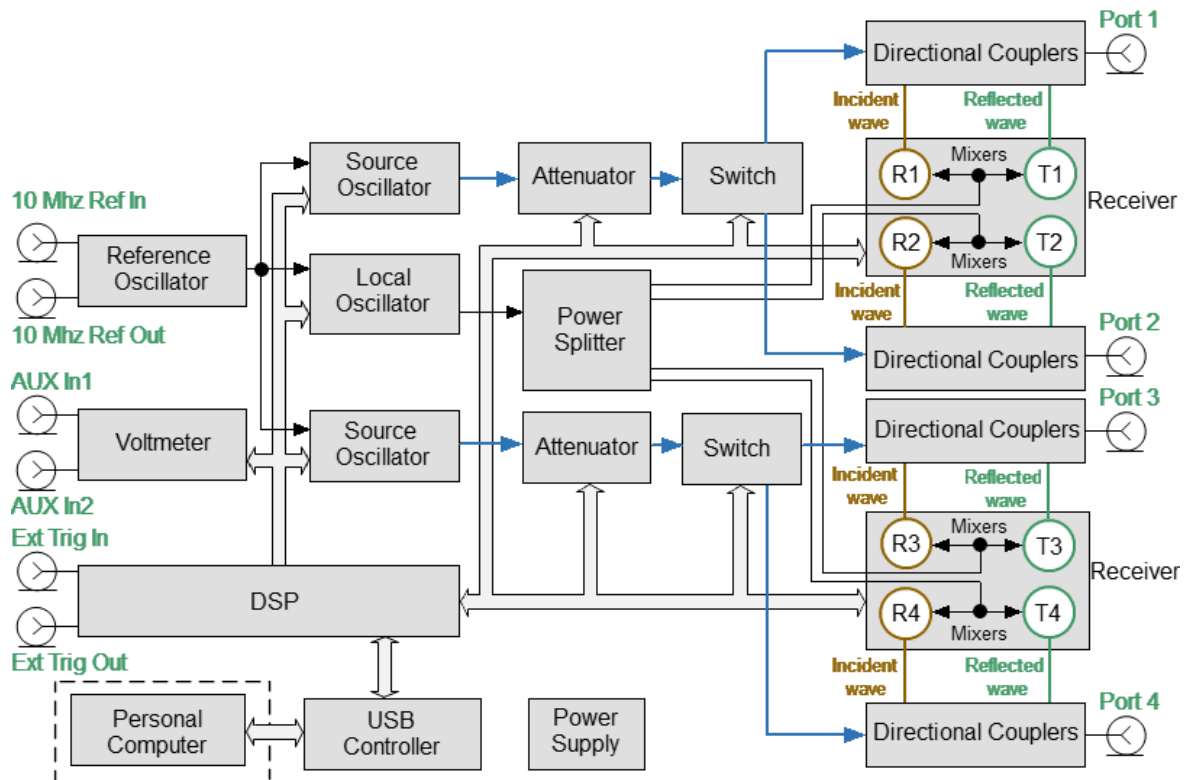 Port 1
Directional Couplers
Incident
wave
Reflected
wave
Source
Oscillator
Attenuator
Switch
R1
Mixers
T1
Receiver
10 Mhz Ref In
Reference
Oscillator
10 Mhz Ref Out
Local
Oscillator
Power
Splitter
R2
Mixers
T2
Incident
wave
Reflected
wave
Port 2
Directional Couplers
AUX In1
Voltmeter
AUX In2
Source
Oscillator
Attenuator
Switch
Port 3
Directional Couplers
Incident
wave
Reflected
wave
R3
Mixers
T3
Receiver
Ext Trig In
DSP
Ext Trig Out
R4
Mixers
T4
Incident
wave
Reflected
wave
Port 4
Directional Couplers
Personal
Computer
USB
Controller
Power
Supply